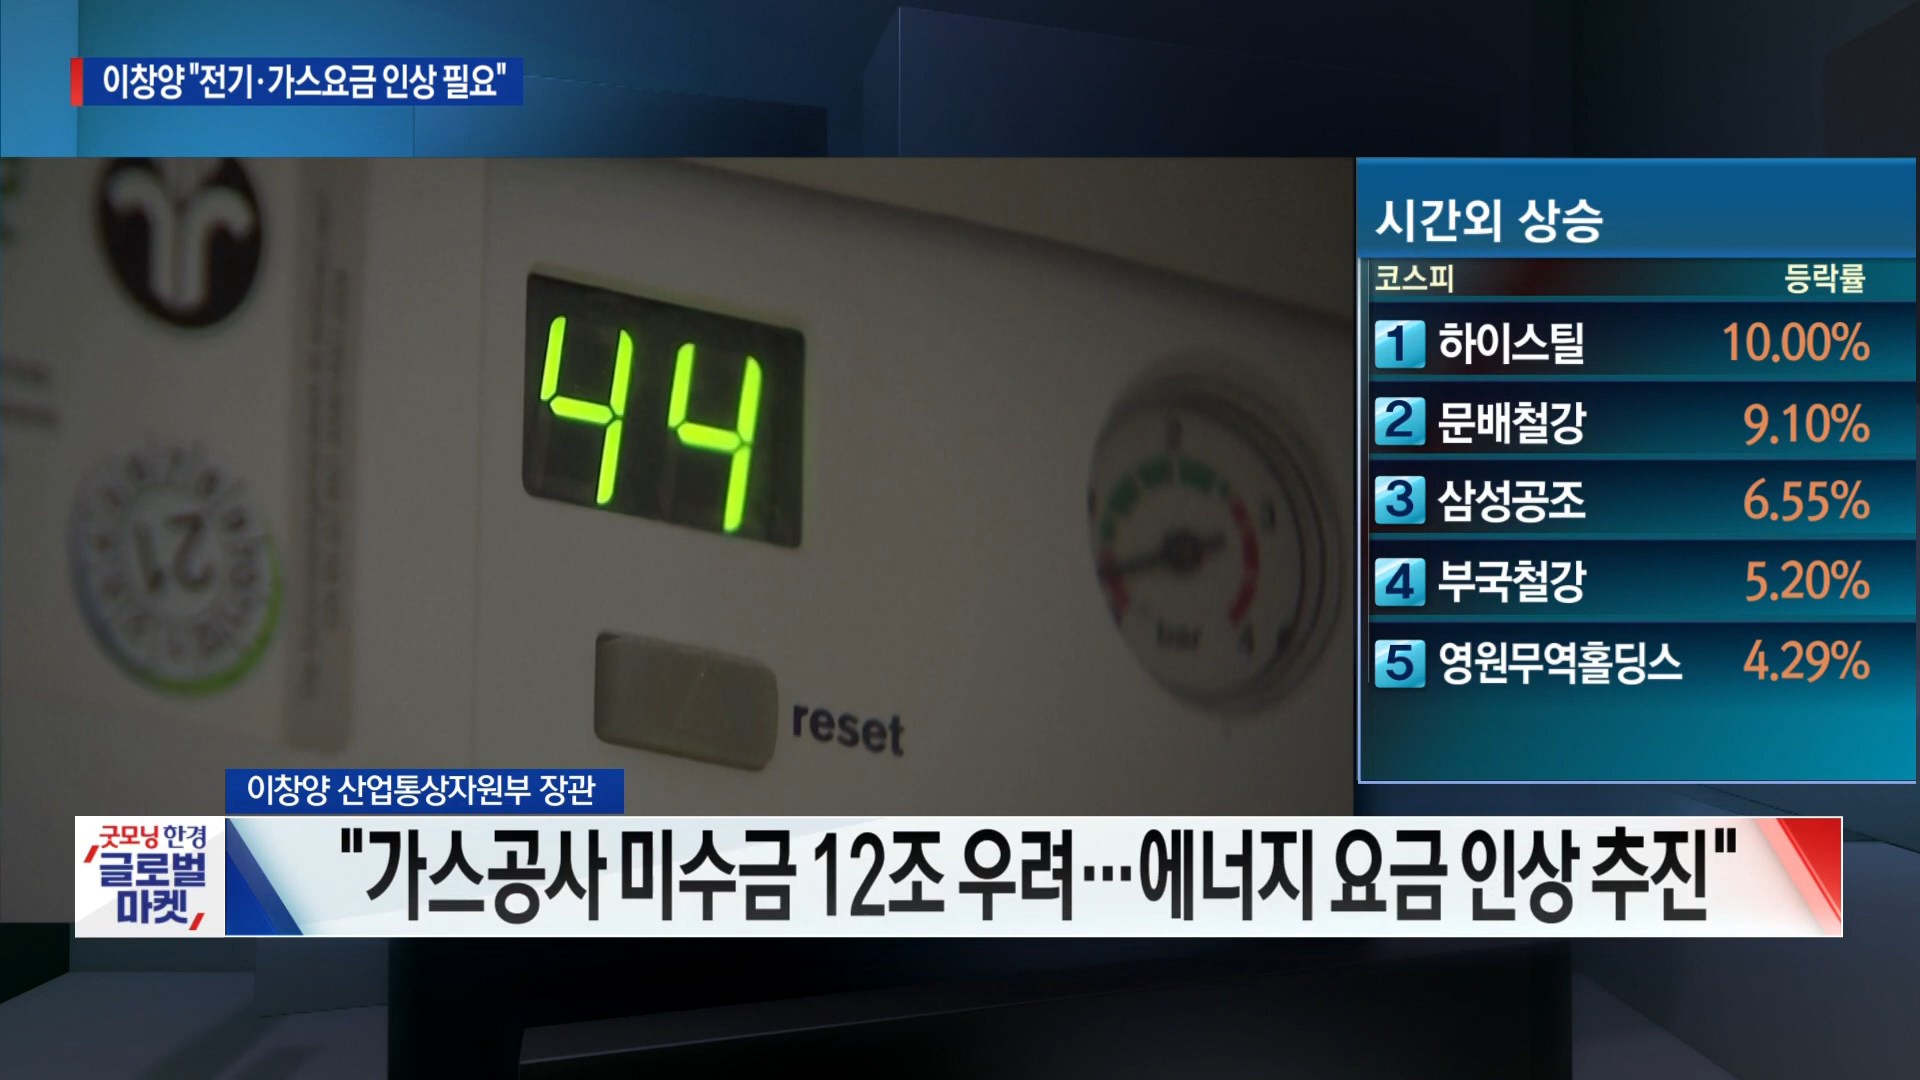 이창양 "전기·가스요금 인상 필요"
시간외 상승
코스피 등락률
1 하이스틸 10.00%
2 문배철강 9.10%
3 삼성공조 6.55%
4 부국철강 5.20%
5 영원무역홀딩스 4.29%
44
21
bar
4
reset
이창양 산업통상자원부 장관
굿모닝 한경
글로벌
마켓
"가스공사 미수금 12조 우려…에너지 요금 인상 추진"